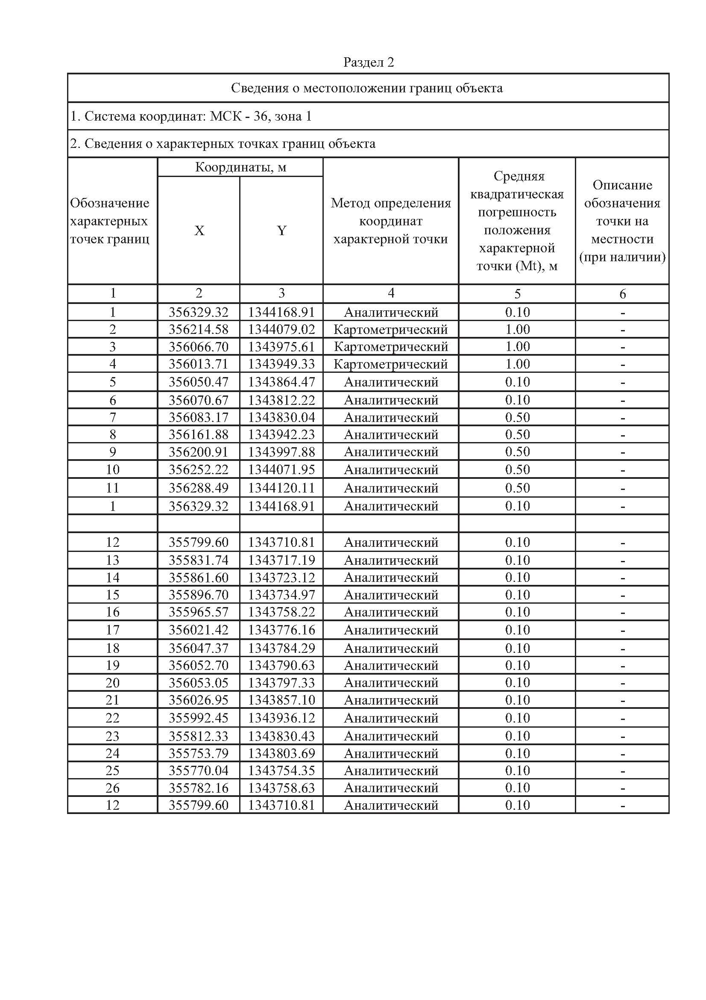 Раздел 2
Сведения о местоположении границ объекта
1. Система координат: МСК - 36, зона 1
2. Сведения о характерных точках границ объекта
Обозначение
характерных
точек границ
Координаты, м
X Y
Метод определения
координат
характерной точки
Средняя
квадратическая
погрешность
положения
характерной
точки (Mt), м
Описание
обозначения
точки на
местности
(при наличии)
1 2 3 4 5 6
1 356329.32 1344168.91 Аналитический 0.10 -
2 356214.58 1344079.02 Картометрический 1.00 -
3 356066.70 1343975.61 Картометрический 1.00 -
4 356013.71 1343949.33 Картометрический 1.00 -
5 356050.47 1343864.47 Аналитический 0.10 -
6 356070.67 1343812.22 Аналитический 0.10 -
7 356083.17 1343830.04 Аналитический 0.50 -
8 356161.88 1343942.23 Аналитический 0.50 -
9 356200.91 1343997.88 Аналитический 0.50 -
10 356252.22 1344071.95 Аналитический 0.50 -
11 356288.49 1344120.11 Аналитический 0.50 -
1 356329.32 1344168.91 Аналитический 0.10 -
12 355799.60 1343710.81 Аналитический 0.10 -
13 355831.74 1343717.19 Аналитический 0.10 -
14 355861.60 1343723.12 Аналитический 0.10 -
15 355896.70 1343734.97 Аналитический 0.10 -
16 355965.57 1343758.22 Аналитический 0.10 -
17 356021.42 1343776.16 Аналитический 0.10 -
18 356047.37 1343784.29 Аналитический 0.10 -
19 356052.70 1343790.63 Аналитический 0.10 -
20 356053.05 1343797.33 Аналитический 0.10 -
21 356026.95 1343857.10 Аналитический 0.10 -
22 355992.45 1343936.12 Аналитический 0.10 -
23 355812.33 1343830.43 Аналитический 0.10 -
24 355753.79 1343803.69 Аналитический 0.10 -
25 355770.04 1343754.35 Аналитический 0.10 -
26 355782.16 1343758.63 Аналитический 0.10 -
12 355799.60 1343710.81 Аналитический 0.10 -